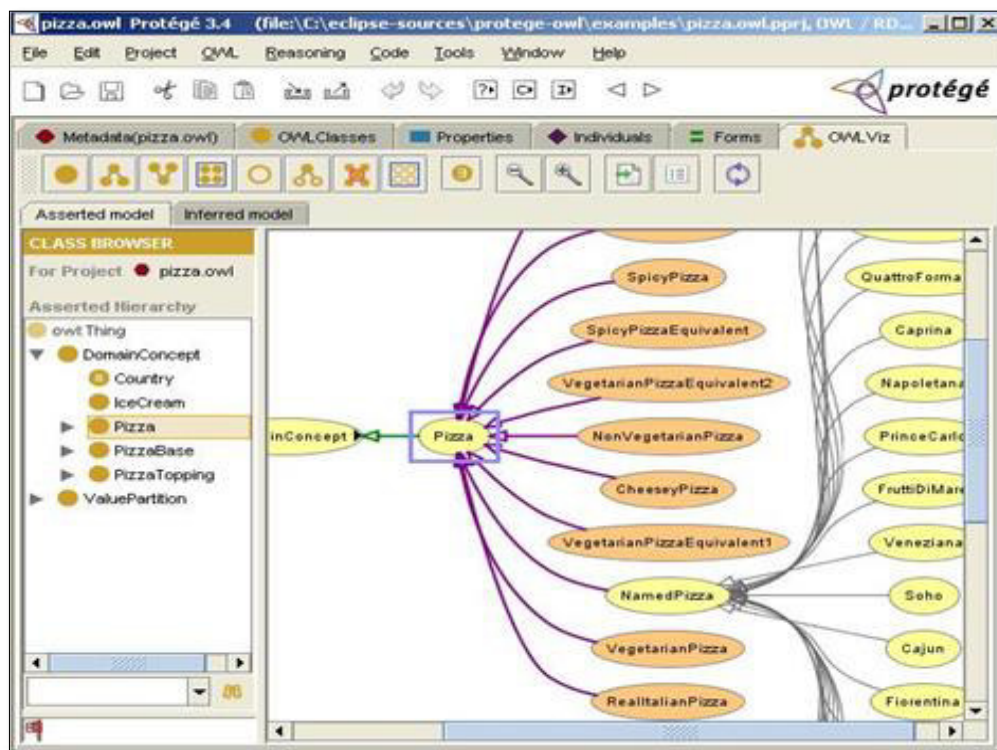 pizza.owl Protégé 3.4 (file:\C:\eclipse-sources\protege-owl\examples\pizza.owl.pprj, OWL / RD...
File Edit Project OWL Reasoning Code Tools Window Help
protégé
Metadata(pizza.owl) OWLClasses Properties Individuals Forms OWLViz
Asserted model Inferred model
CLASS BROWSER
For Project pizza.owl
Asserted Hierarchy
owl:Thing
DomainConcept
Country
IceCream
Pizza
PizzaBase
PizzaTopping
ValuePartition
inConcept
Pizza
SpicyPizza
SpicyPizzaEquivalent
VegetarianPizzaEquivalent2
NonVegetarianPizza
CheeseyPizza
VegetarianPizzaEquivalent1
NamedPizza
VegetarianPizza
RealItalianPizza
QuattroForma
Caprina
Napoletana
PrinceCarlo
FruttiDiMare
Veneziana
Soho
Cajun
Fiorentina